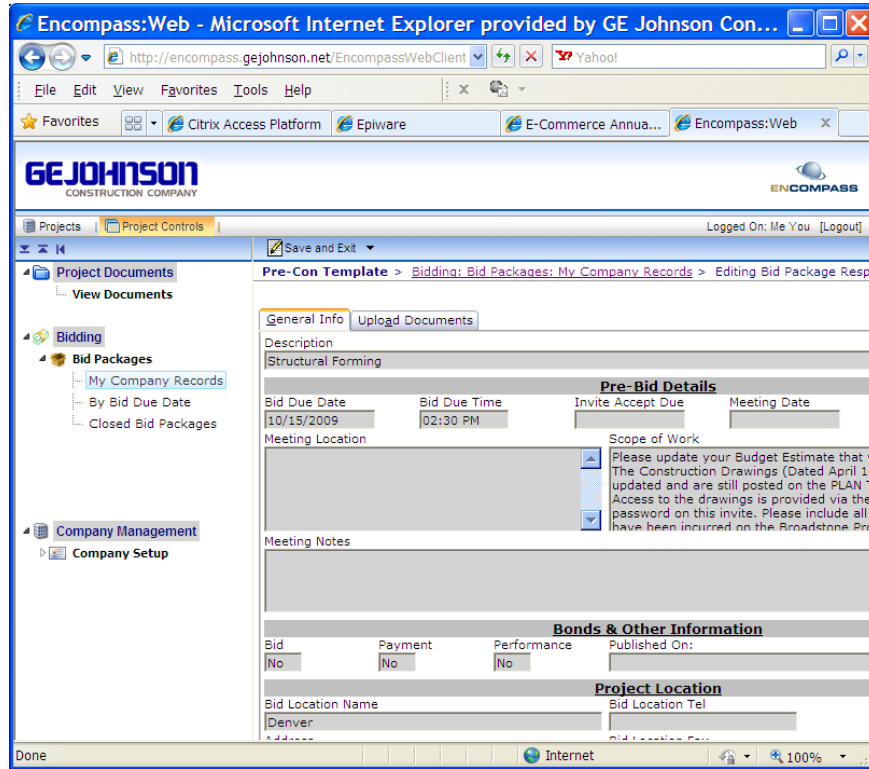 Encompass:Web - Microsoft Internet Explorer provided by GE Johnson Con...
http://encompass.gejohnson.net/EncompassWebClient Yahoo!
File Edit View Favorites Tools Help
Favorites Citrix Access Platform Epiware E-Commerce Annua... Encompass:Web
GE JOHNSON
CONSTRUCTION COMPANY
ENCOMPASS
Projects | Project Controls | Logged On: Me You [Logout]
Save and Exit
Project Documents
View Documents
Bidding
Bid Packages
My Company Records
By Bid Due Date
Closed Bid Packages
Company Management
Company Setup
Pre-Con Template > Bidding: Bid Packages: My Company Records > Editing Bid Package Resp
General Info Upload Documents
Description
Structural Forming
Pre-Bid Details
Bid Due Date Bid Due Time Invite Accept Due Meeting Date
10/15/2009 02:30 PM
Meeting Location Scope of Work
Please update your Budget Estimate that
The Construction Drawings (Dated April 1
updated and are still posted on the PLAN
Access to the drawings is provided via the
password on this invite. Please include all
have been incurred on the Broadstone Pro
Meeting Notes
Bonds & Other Information
Bid Payment Performance Published On:
No No No
Project Location
Bid Location Name Bid Location Tel
Denver
Done Internet 100%